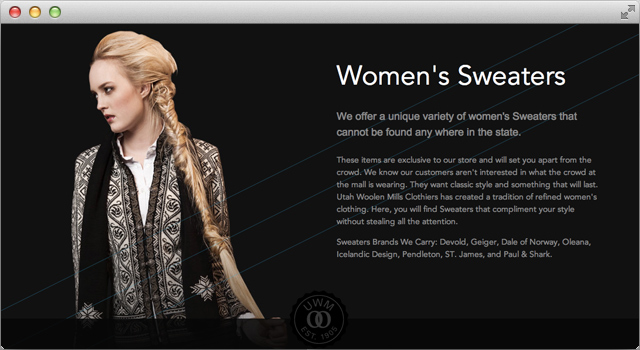 Women's Sweaters
We offer a unique variety of women's Sweaters that
cannot be found any where in the state.
These items are exclusive to our store and will set you apart from the
crowd. We know our customers aren't interested in what the crowd at
the mall is wearing. They want classic style and something that will last.
Utah Woolen Mills Clothiers has created a tradition of refined women's
clothing. Here, you will find Sweaters that compliment your style
without stealing all the attention.
Sweaters Brands We Carry: Devold, Geiger, Dale of Norway, Oleana,
Icelandic Design, Pendleton, ST. James, and Paul & Shark.
UWM
EST. 1905